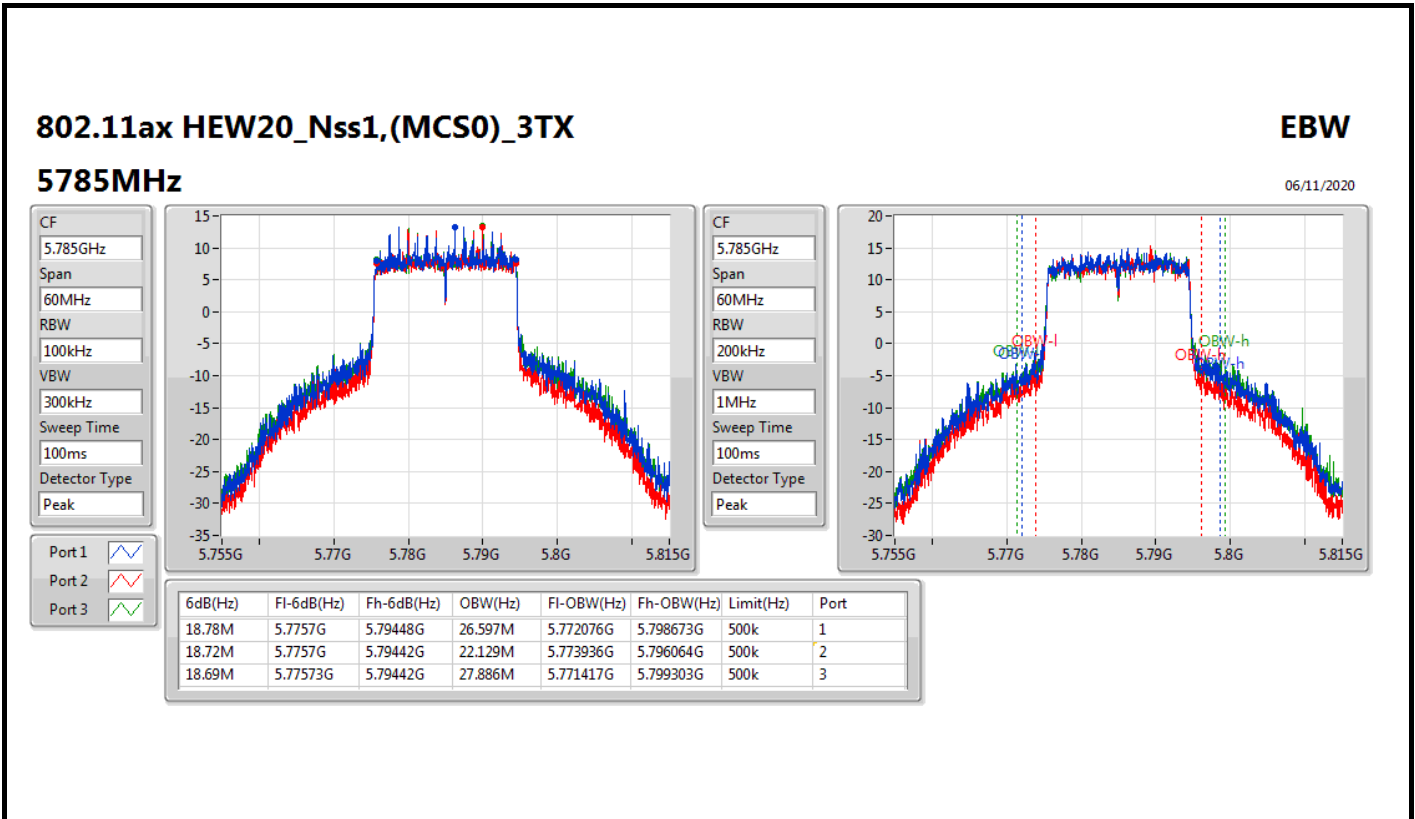 802.11ax HEW20_Nss1,(MCS0)_3TX EBW
5785MHz 06/11/2020
CF
5.785GHz
Span
60MHz
RBW
100kHz
VBW
300kHz
Sweep Time
100ms
Detector Type
Peak
Port 1
Port 2
Port 3
15
10
5
0
-5
-10
-15
-20
-25
-30
-35
5.755G 5.77G 5.78G 5.79G 5.8G 5.815G
CF
5.785GHz
Span
60MHz
RBW
200kHz
VBW
1MHz
Sweep Time
100ms
Detector Type
Peak
20
15
10
5
0
-5
-10
-15
-20
-25
-30
OBW-l OBW-h
5.755G 5.77G 5.78G 5.79G 5.8G 5.815G
6dB(Hz) Fl-6dB(Hz) Fh-6dB(Hz) OBW(Hz) Fl-OBW(Hz) Fh-OBW(Hz) Limit(Hz) Port
18.78M 5.7757G 5.79448G 26.597M 5.772076G 5.798673G 500k 1
18.72M 5.7757G 5.79442G 22.129M 5.773936G 5.796064G 500k 2
18.69M 5.77573G 5.79442G 27.886M 5.771417G 5.799303G 500k 3